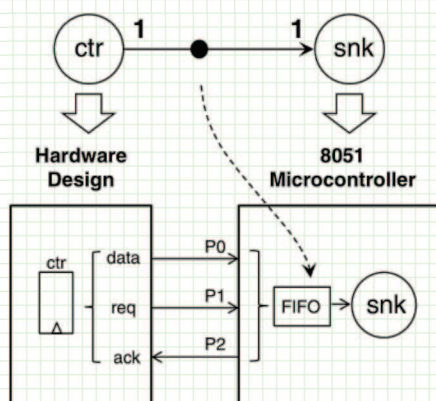 1 1
ctr snk
Hardware
Design
8051
Microcontroller
ctr
data P0
req P1
ack P2
FIFO snk